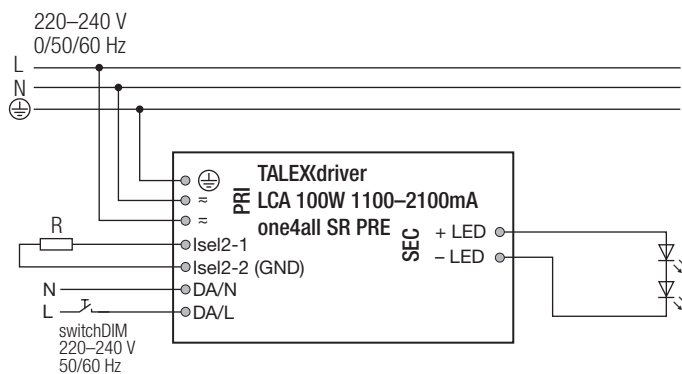 220–240 V
0/50/60 Hz
L
N
TALEXXdriver
LCA 100W 1100–2100mA
one4all SR PRE
PRI
≂
≂
SEC
+ LED
– LED
R
Isel2-1
Isel2-2 (GND)
N
DA/N
L
DA/L
switchDIM
220–240 V
50/60 Hz